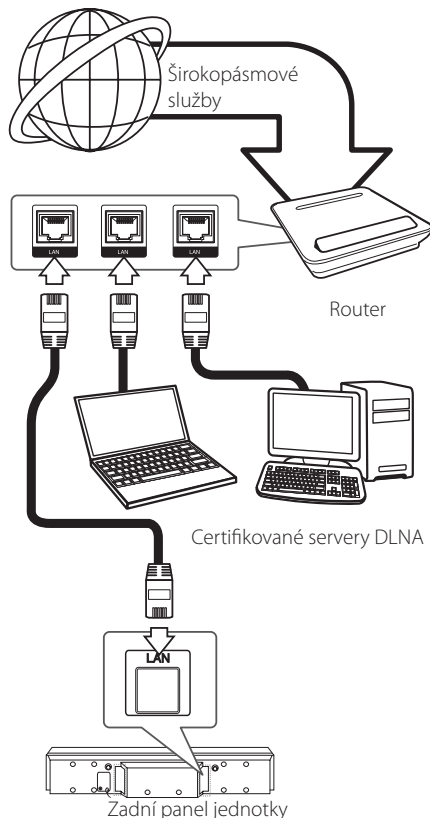 Širokopásmové
služby
LAN
LAN
LAN
Router
Certifikované servery DLNA
LAN
Zadní panel jednotky